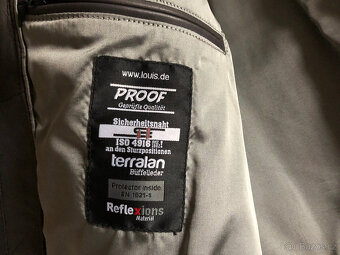 www.louis.de
PROOF
Geprüfte Qualität
Sicherheitsnaht
ISO 4916
an den Sturzpositionen
terralan
Büffelleder
Protector inside
EN 1621-1
Reflexions
Material